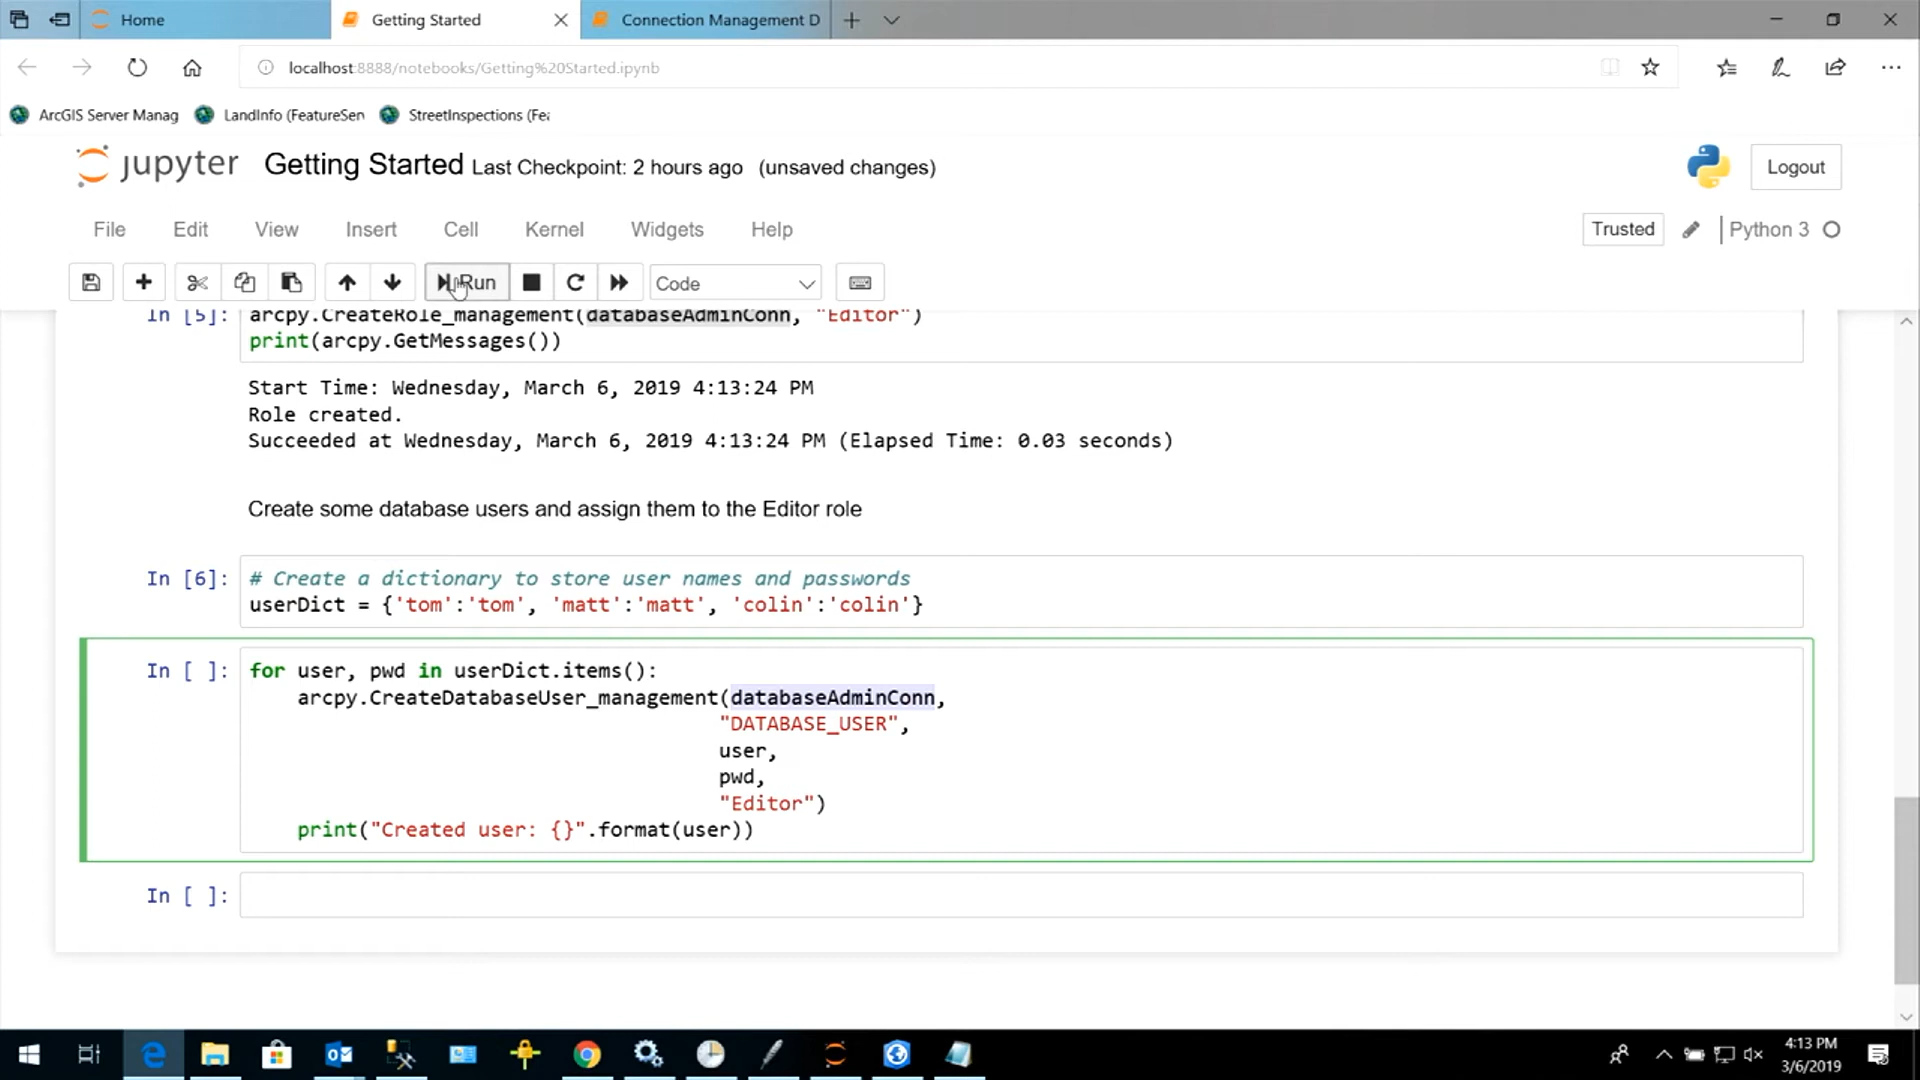 Home
Getting Started
Connection Management D
localhost:8888/notebooks/Getting%20Started.ipynb
ArcGIS Server Manag
LandInfo (FeatureServ
StreetInspections (Fea
jupyter
Getting Started Last Checkpoint: 2 hours ago (unsaved changes)
Logout
File Edit View Insert Cell Kernel Widgets Help
Trusted
Python 3
Run
Code
In [5]: arcpy.CreateRole_management(databaseAdminConn, "Editor")
print(arcpy.GetMessages())
Start Time: Wednesday, March 6, 2019 4:13:24 PM
Role created.
Succeeded at Wednesday, March 6, 2019 4:13:24 PM (Elapsed Time: 0.03 seconds)
Create some database users and assign them to the Editor role
In [6]: # Create a dictionary to store user names and passwords
userDict = {'tom':'tom', 'matt':'matt', 'colin':'colin'}
In [ ]: for user, pwd in userDict.items():
arcpy.CreateDatabaseUser_management(databaseAdminConn,
"DATABASE_USER",
user,
pwd,
"Editor")
print("Created user: {}".format(user))
In [ ]:
4:13 PM
3/6/2019